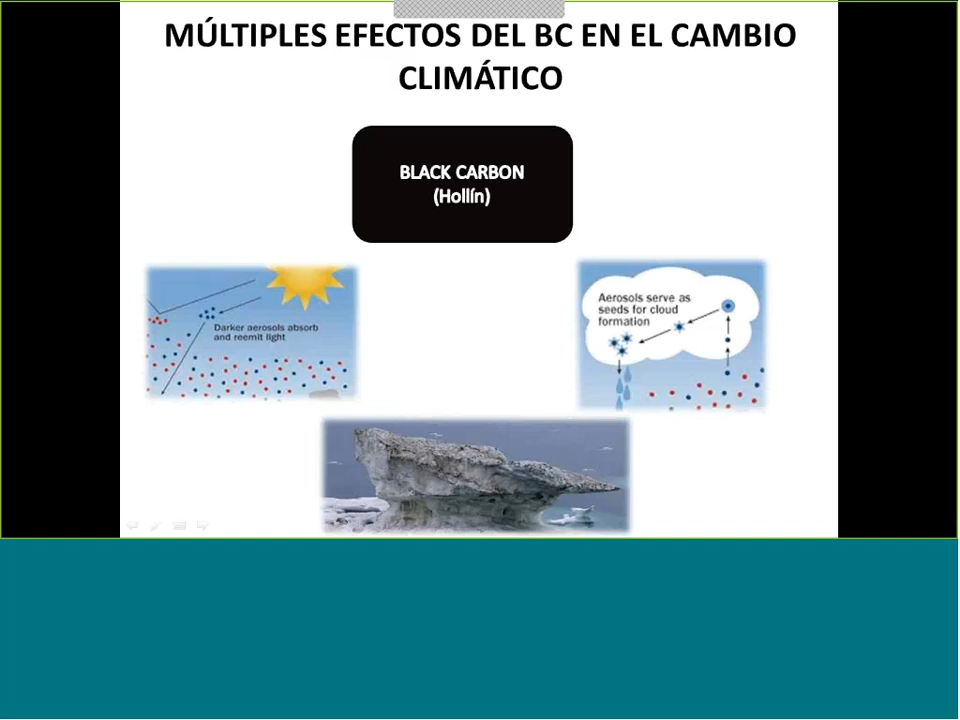 MÚLTIPLES EFECTOS DEL BC EN EL CAMBIO
CLIMÁTICO
BLACK CARBON
(Hollín)
Darker aerosols absorb
and reemit light
Aerosols serve as
seeds for cloud
formation